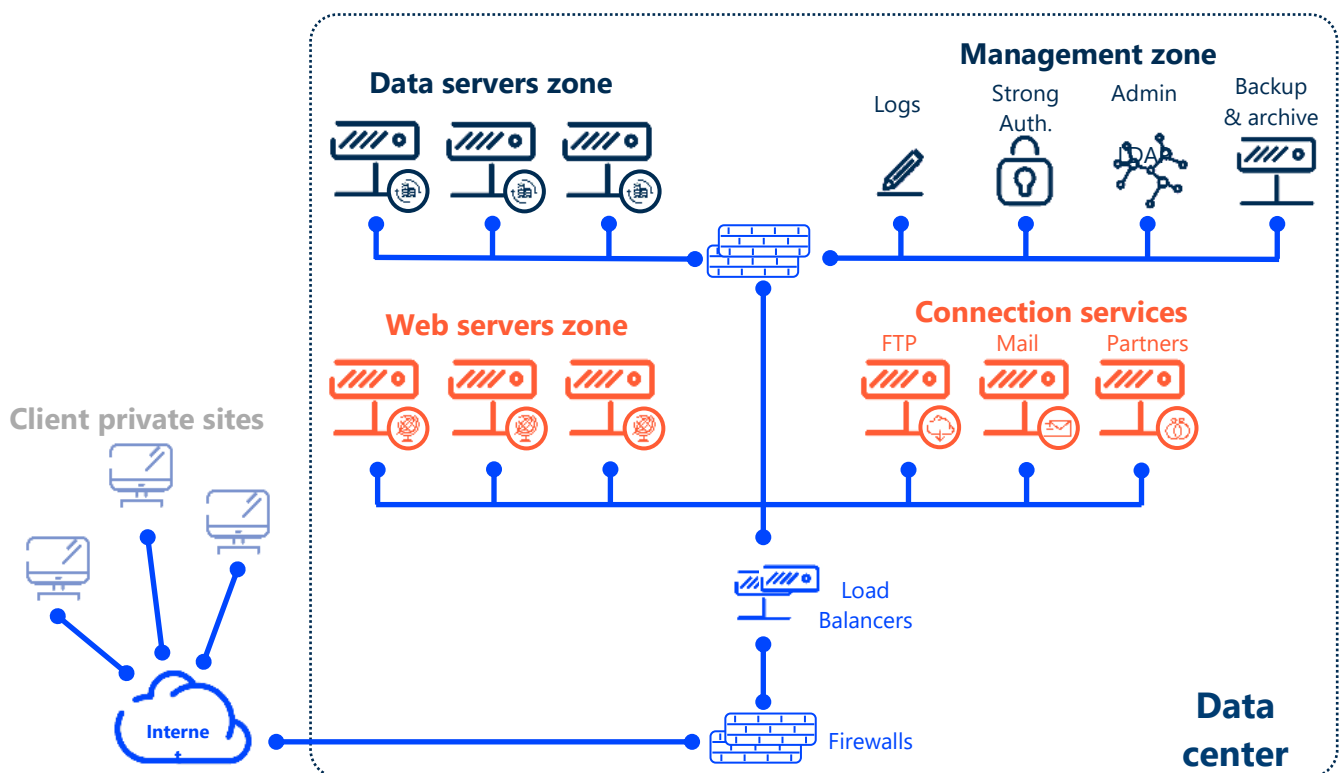 Data servers zone
Management zone
Logs
Strong
Auth.
Admin
LDAP
Backup
& archive
Web servers zone
Connection services
FTP
Mail
Partners
Client private sites
Load
Balancers
Interne
t
Firewalls
Data
center